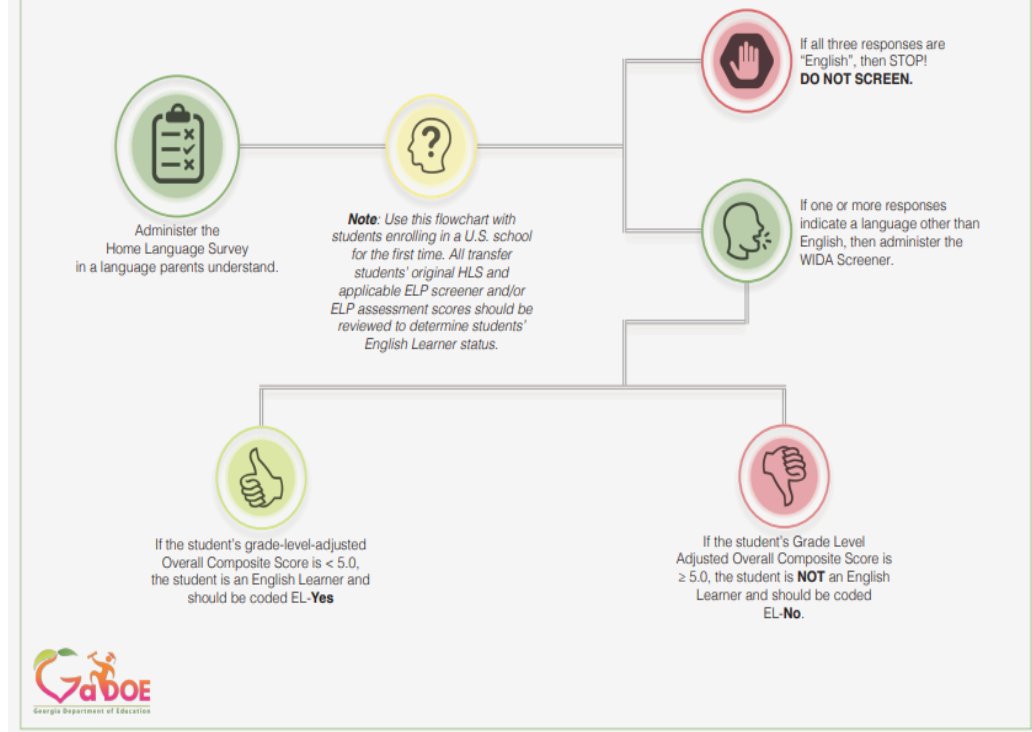 Administer the
Home Language Survey
in a language parents understand.
?
Note: Use this flowchart with
students enrolling in a U.S. school
for the first time. All transfer
students' original HLS and
applicable ELP screener and/or
ELP assessment scores should be
reviewed to determine students'
English Learner status.
If all three responses are
“English”, then STOP!
DO NOT SCREEN.
If one or more responses
indicate a language other than
English, then administer the
WIDA Screener.
If the student's grade-level-adjusted
Overall Composite Score is < 5.0,
the student is an English Learner and
should be coded EL-Yes
If the student's Grade Level
Adjusted Overall Composite Score is
≥ 5.0, the student is NOT an English
Learner and should be coded
EL-No.
GaDOE
Georgia Department of Education